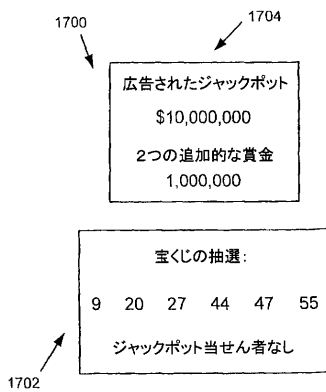 1704
1700
広告されたジャックポット
$10,000,000
2つの追加的な賞金
1,000,000
宝くじの抽選:
9 20 27 44 47 55
ジャックポット当せん者なし
1702